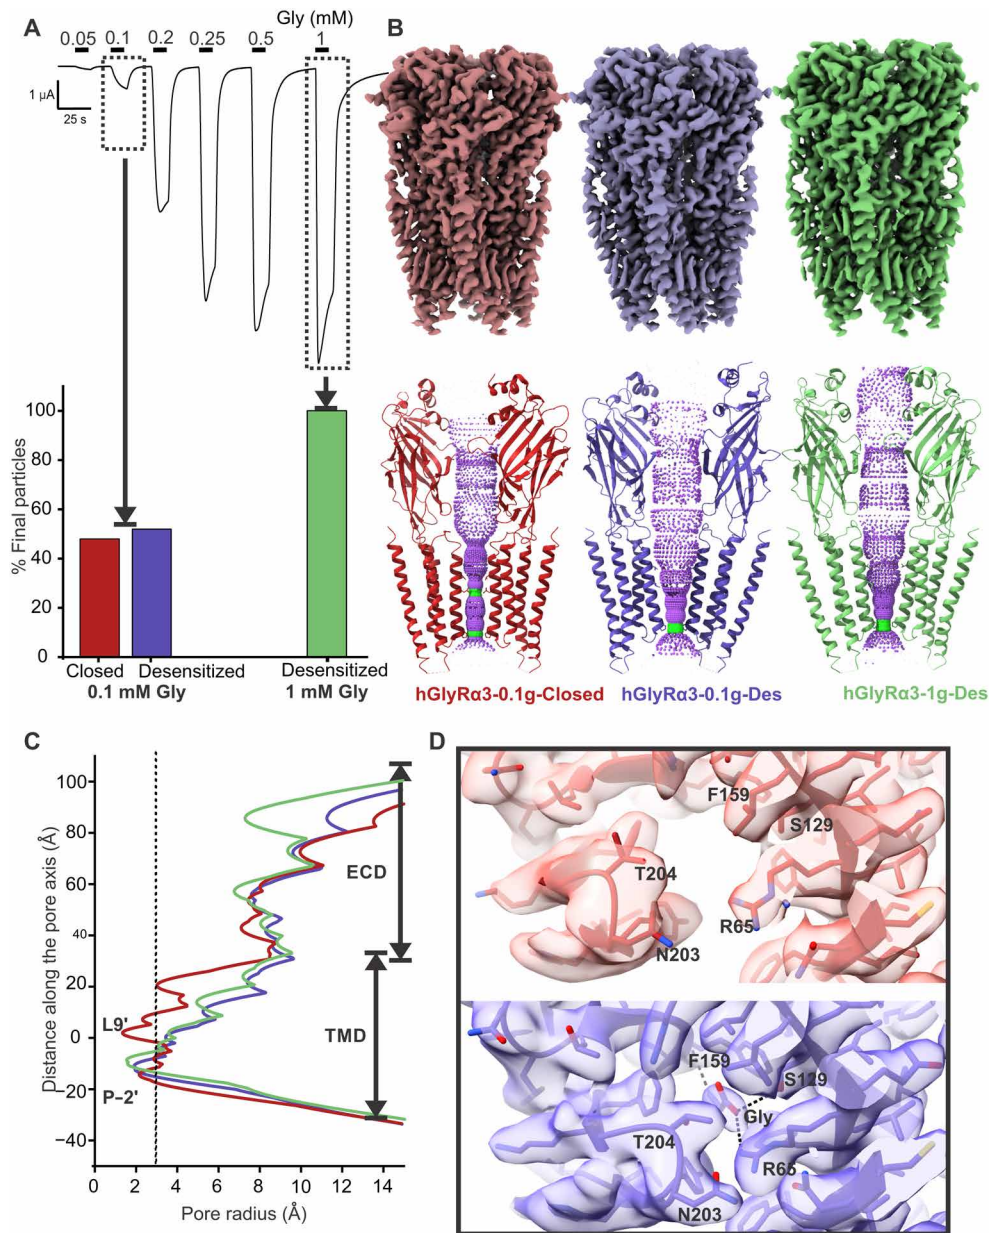 A
Gly (mM)
0.05 0.1 0.2 0.25 0.5 1
1 µA
25 s
% Final particles
100
80
60
40
20
0
Closed Desensitized Desensitized
0.1 mM Gly 1 mM Gly
B
hGlyRα3-0.1g-Closed hGlyRα3-0.1g-Des hGlyRα3-1g-Des
C
Distance along the pore axis (Å)
100
80
60
40
20
0
−20
−40
ECD
TMD
L9'
P−2'
0 2 4 6 8 10 12 14
Pore radius (Å)
D
F159
S129
T204
R65
N203
F159
S129
Gly
T204
R65
N203